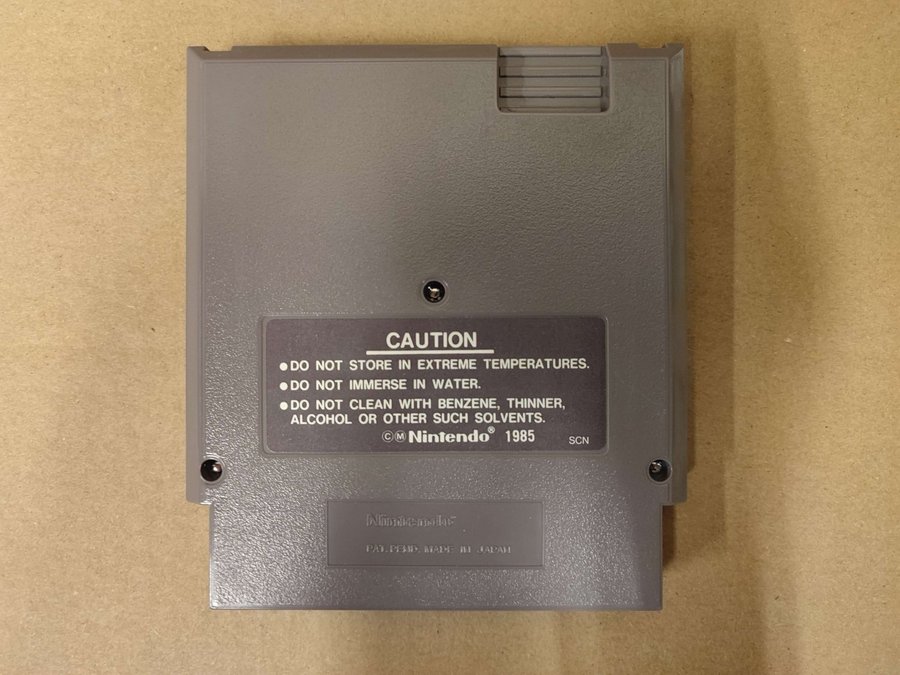 CAUTION
●DO NOT STORE IN EXTREME TEMPERATURES.
●DO NOT IMMERSE IN WATER.
●DO NOT CLEAN WITH BENZENE, THINNER,
ALCOHOL OR OTHER SUCH SOLVENTS.
ⒸⓂ Nintendo® 1985 SCN
Nintendo
PAT. PEND. MADE IN JAPAN